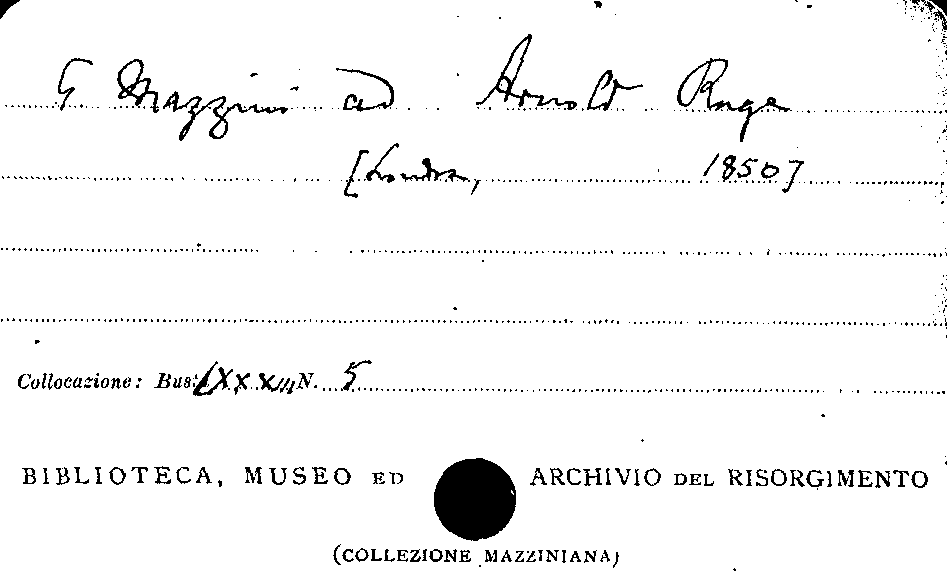 G Mazzini ad Arnold Ruge
[Londra, 1850]
Collocazione: Bus: LXXXIII N. 5
BIBLIOTECA, MUSEO ED ARCHIVIO DEL RISORGIMENTO
(COLLEZIONE MAZZINIANA)